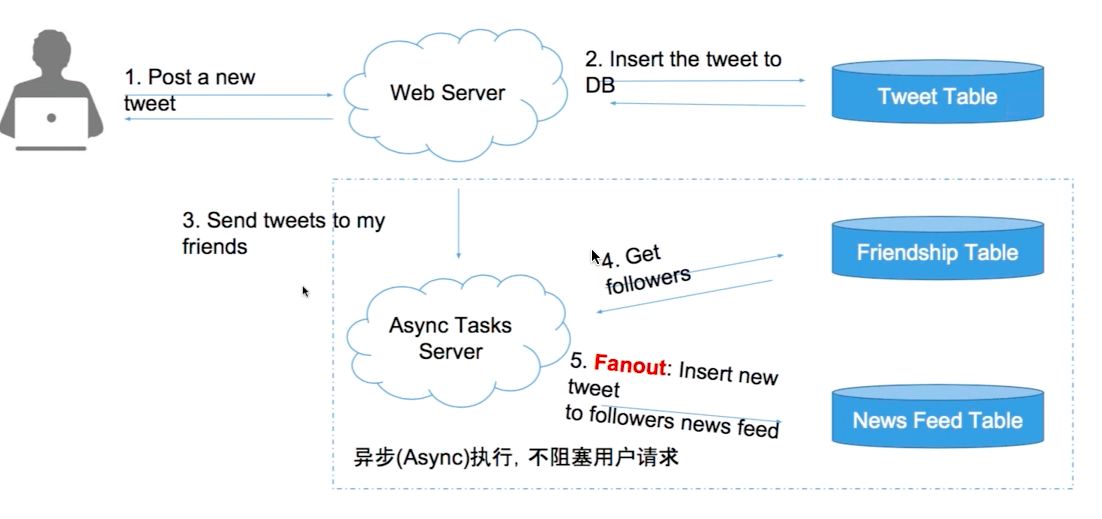 1. Post a new
tweet
Web Server
2. Insert the tweet to
DB
Tweet Table
3. Send tweets to my
friends
4. Get
followers
Friendship Table
Async Tasks
Server
5. Fanout: Insert new
tweet
to followers news feed
News Feed Table
异步(Async)执行, 不阻塞用户请求